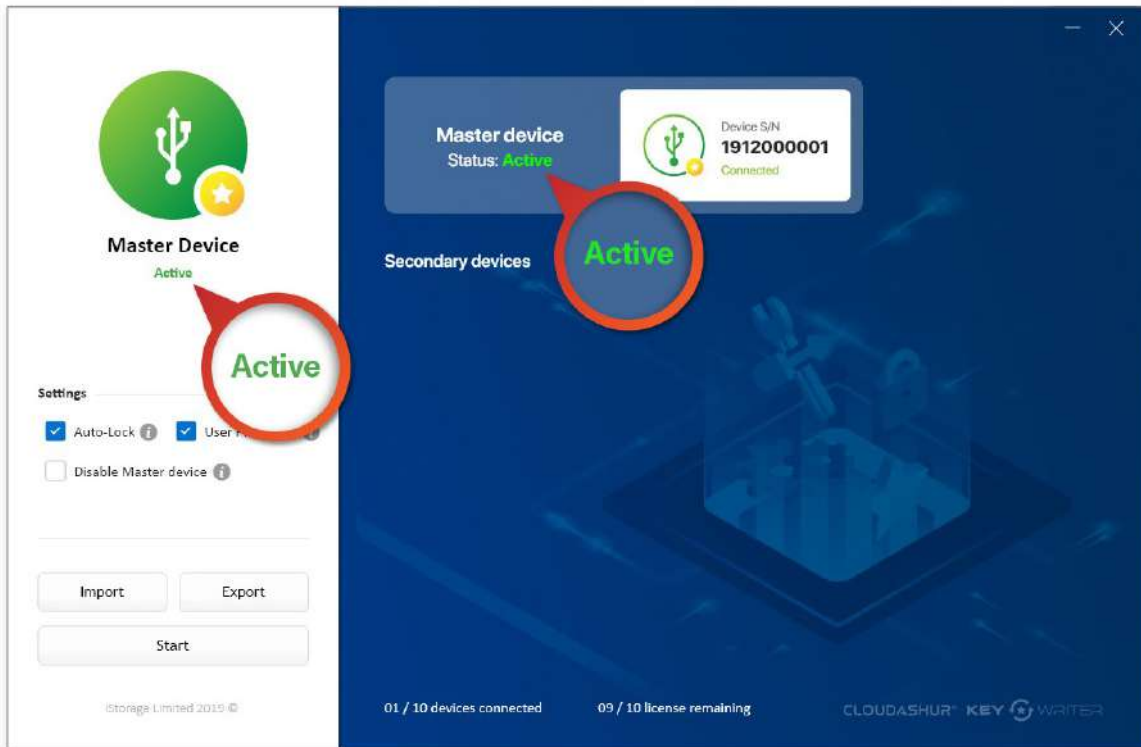 Master Device
Active
Active
Settings
Auto-Lock
User
Disable Master device
Import
Export
Start
iStorage Limited 2019 ©
Master device
Status: Active
Device S/N
1912000001
Connected
Active
Secondary devices
01 / 10 devices connected
09 / 10 license remaining
CLOUDASHUR™ KEY WRITER